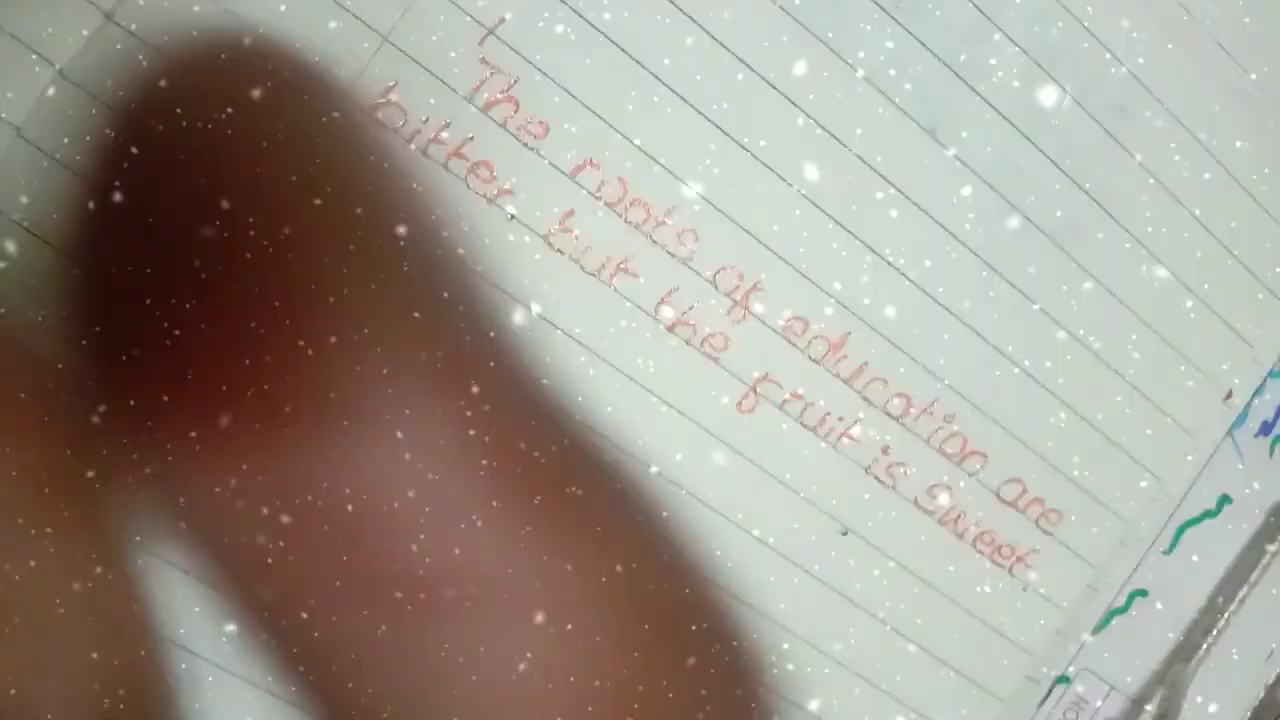 The roots of education are
bitter but the fruit is sweet